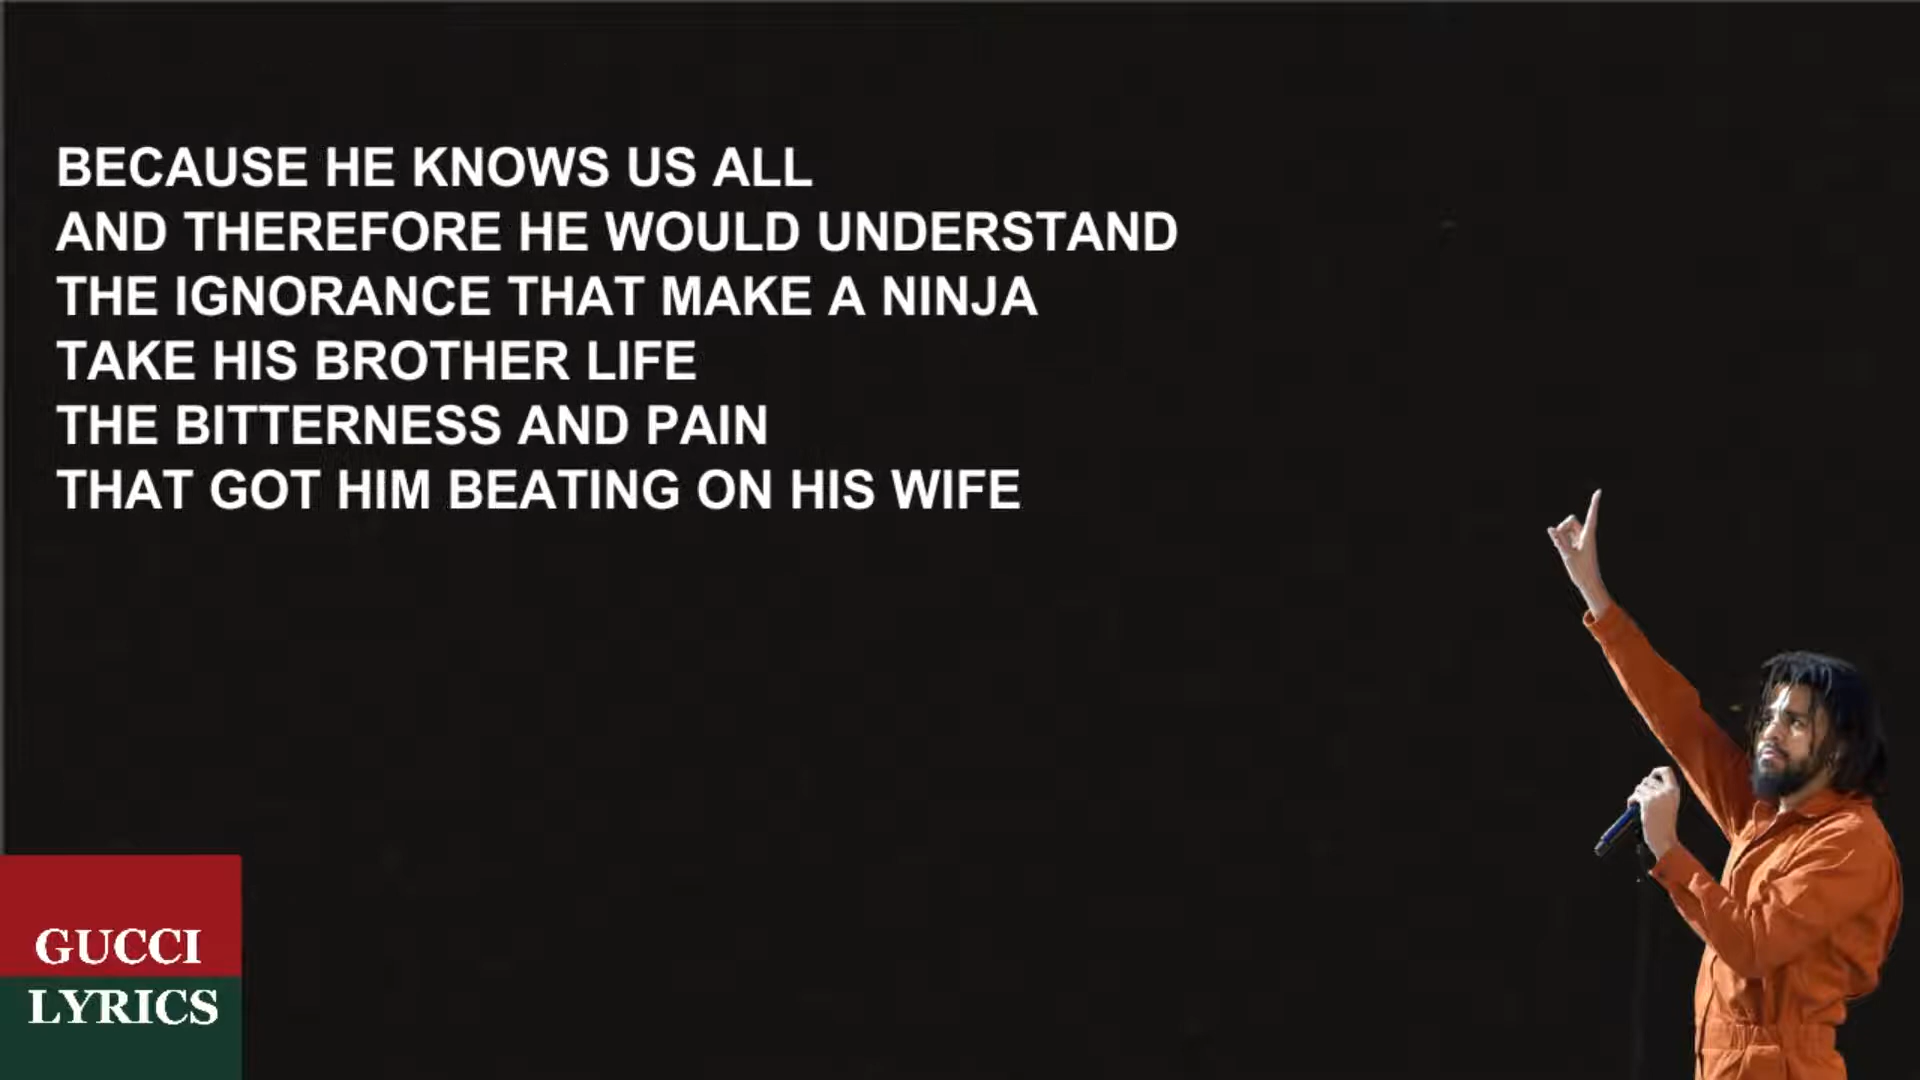 BECAUSE HE KNOWS US ALL
AND THEREFORE HE WOULD UNDERSTAND
THE IGNORANCE THAT MAKE A NINJA
TAKE HIS BROTHER LIFE
THE BITTERNESS AND PAIN
THAT GOT HIM BEATING ON HIS WIFE
GUCCI
LYRICS